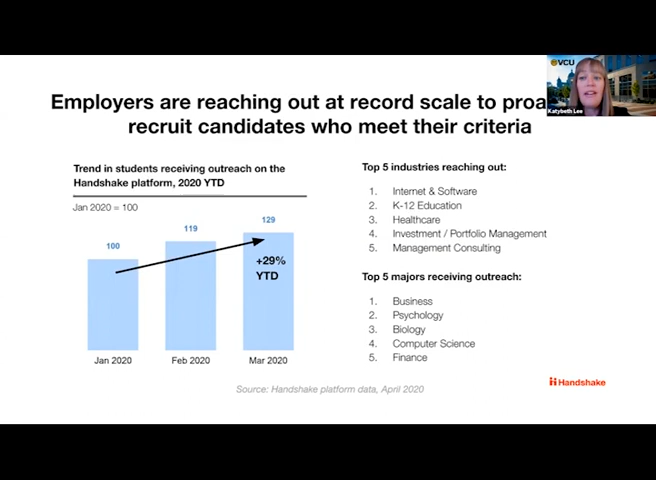 VCU
Katybeth Lee
Employers are reaching out at record scale to proa
recruit candidates who meet their criteria
Trend in students receiving outreach on the
Handshake platform, 2020 YTD
Jan 2020 = 100
100
119
129
+29%
YTD
Jan 2020
Feb 2020
Mar 2020
Top 5 industries reaching out:
1. Internet & Software
2. K-12 Education
3. Healthcare
4. Investment / Portfolio Management
5. Management Consulting
Top 5 majors receiving outreach:
1. Business
2. Psychology
3. Biology
4. Computer Science
5. Finance
Source: Handshake platform data, April 2020
Handshake